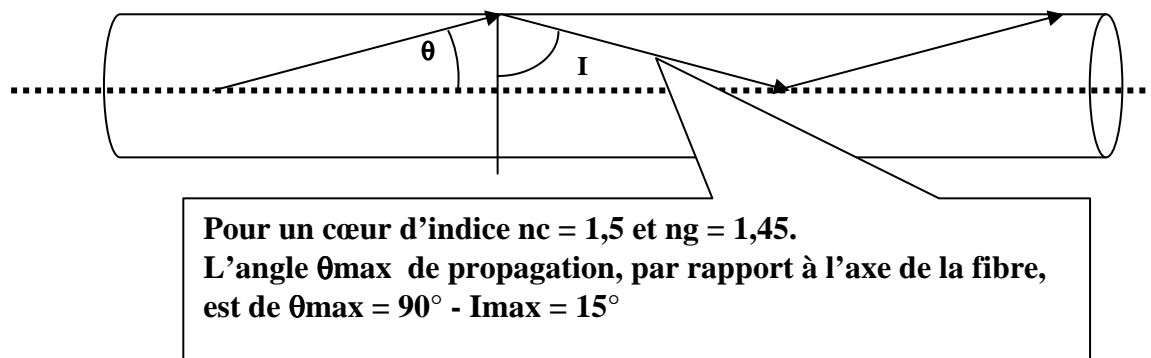 θ
I
Pour un cœur d'indice nc = 1,5 et ng = 1,45.
L'angle θmax  de propagation, par rapport à l'axe de la fibre,
est de θmax = 90° - Imax = 15°